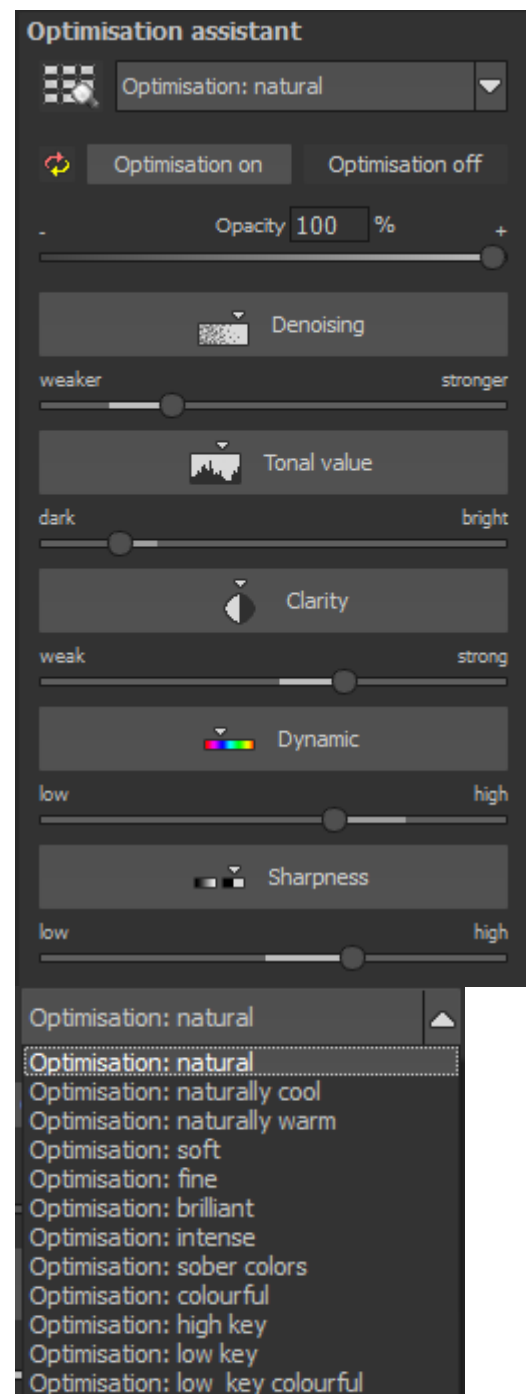 Optimisation assistant
Optimisation: natural
Optimisation on Optimisation off
- Opacity 100 % +
Denoising
weaker stronger
Tonal value
dark bright
Clarity
weak strong
Dynamic
low high
Sharpness
low high
Optimisation: natural
Optimisation: natural
Optimisation: naturally cool
Optimisation: naturally warm
Optimisation: soft
Optimisation: fine
Optimisation: brilliant
Optimisation: intense
Optimisation: sober colors
Optimisation: colourful
Optimisation: high key
Optimisation: low key
Optimisation: low key colourful